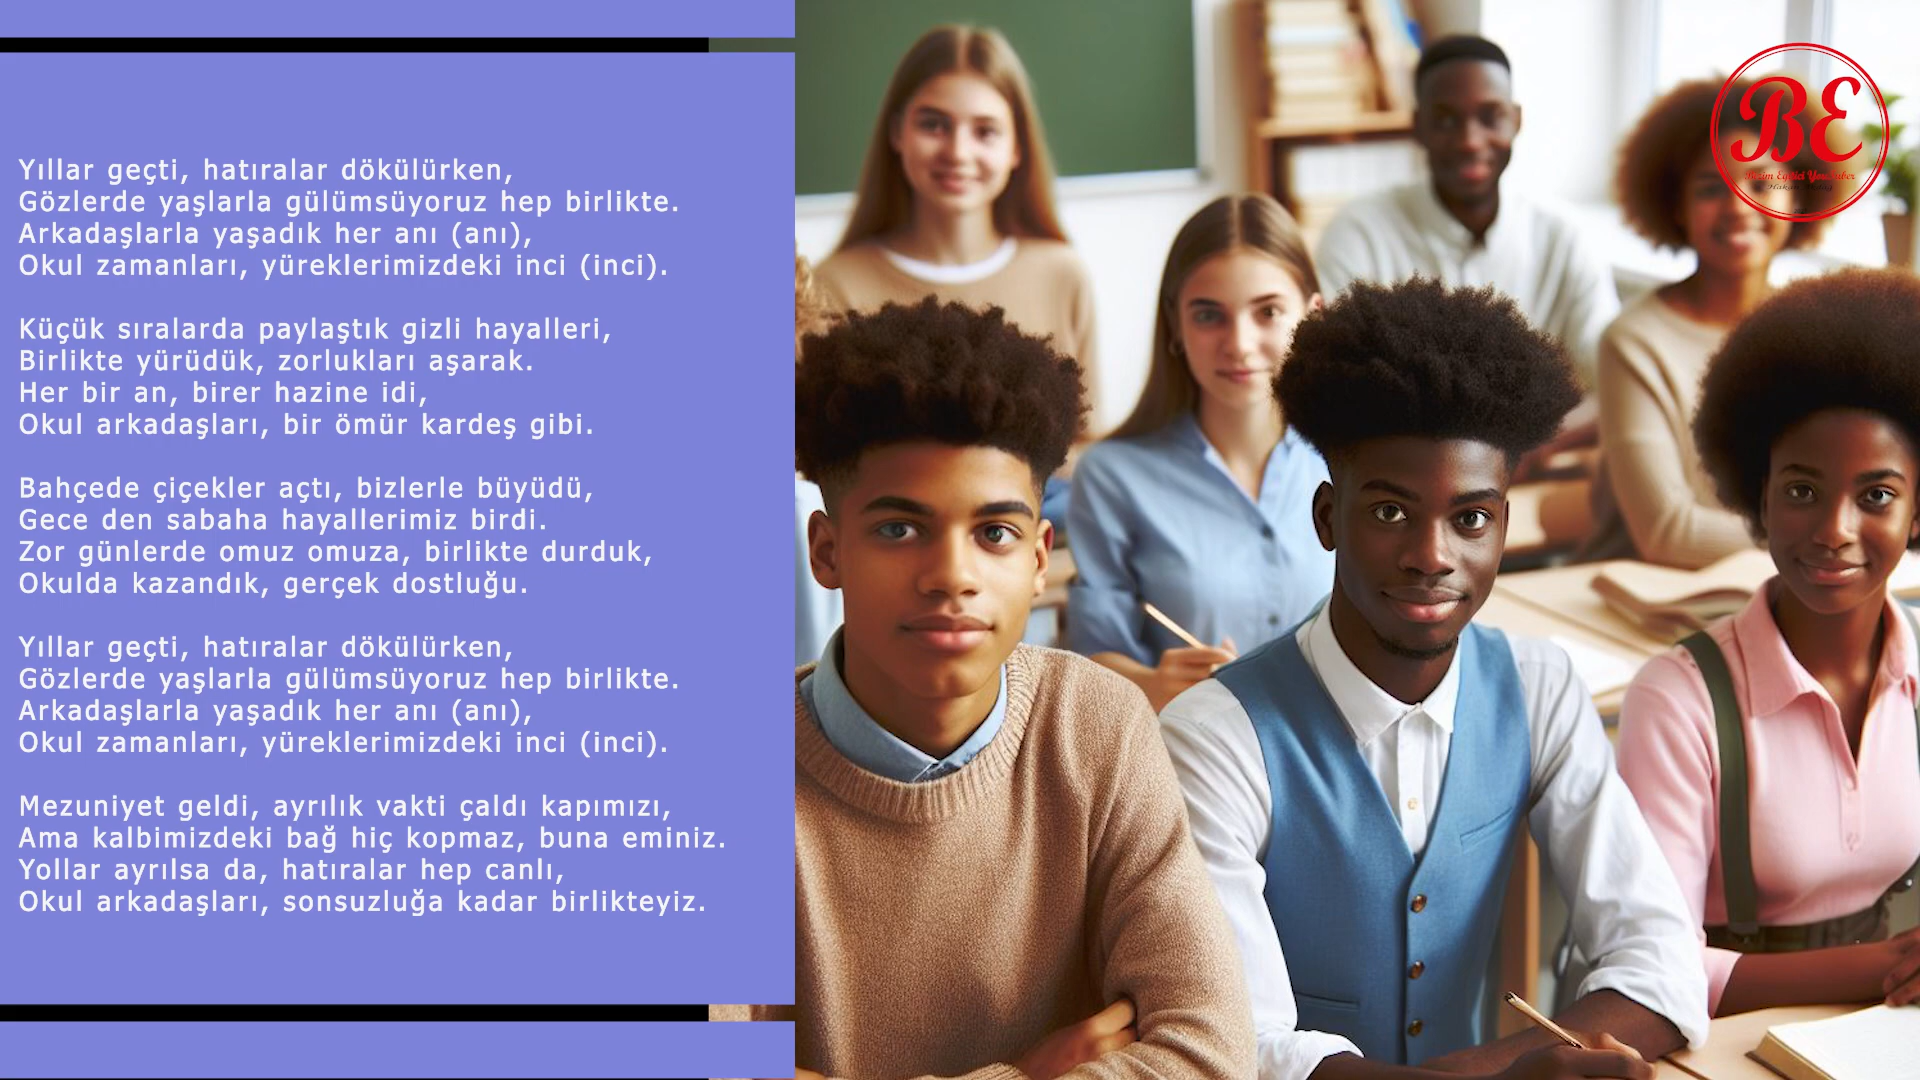 Yıllar geçti, hatıralar dökülürken,
Gözlerde yaşlarla gülümsüyoruz hep birlikte.
Arkadaşlarla yaşadık her anı (anı),
Okul zamanları, yüreklerimizdeki inci (inci).
Küçük sıralarda paylaştık gizli hayalleri,
Birlikte yürüdük, zorlukları aşarak.
Her bir an, birer hazine idi,
Okul arkadaşları, bir ömür kardeş gibi.
Bahçede çiçekler açtı, bizlerle büyüdü,
Gece den sabaha hayallerimiz birdi.
Zor günlerde omuz omuza, birlikte durduk,
Okulda kazandık, gerçek dostluğu.
Yıllar geçti, hatıralar dökülürken,
Gözlerde yaşlarla gülümsüyoruz hep birlikte.
Arkadaşlarla yaşadık her anı (anı),
Okul zamanları, yüreklerimizdeki inci (inci).
Mezuniyet geldi, ayrılık vakti çaldı kapımızı,
Ama kalbimizdeki bağ hiç kopmaz, buna eminiz.
Yollar ayrılsa da, hatıralar hep canlı,
Okul arkadaşları, sonsuzluğa kadar birlikteyiz.
BE
Bizim Eğitici Youtuber